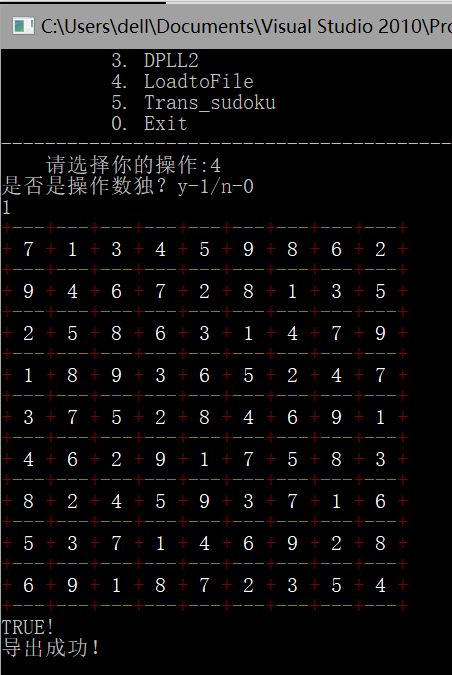 C:\Users\dell\Documents\Visual Studio 2010\Pro
3. DPLL2
4. LoadtoFile
5. Trans_sudoku
0. Exit
请选择你的操作:4
是否是操作数独? y-1/n-0
1
7 1 3 4 5 9 8 6 2
9 4 6 7 2 8 1 3 5
2 5 8 6 3 1 4 7 9
1 8 9 3 6 5 2 4 7
3 7 5 2 8 4 6 9 1
4 6 2 9 1 7 5 8 3
8 2 4 5 9 3 7 1 6
5 3 7 1 4 6 9 2 8
6 9 1 8 7 2 3 5 4
TRUE!
导出成功!